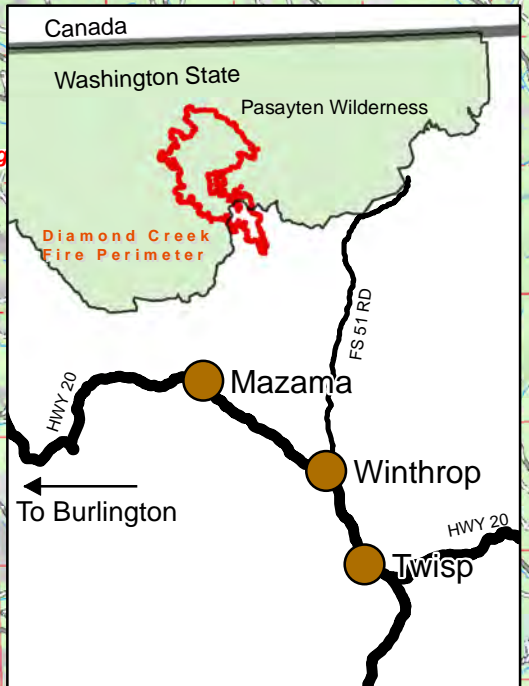 Canada
Washington State
Pasayten Wilderness
9
Diamond Creek
Fire Perimeter
FS 51 RD
Mazama
HWY 20
Winthrop
To Burlington
HWY 20
Twisp